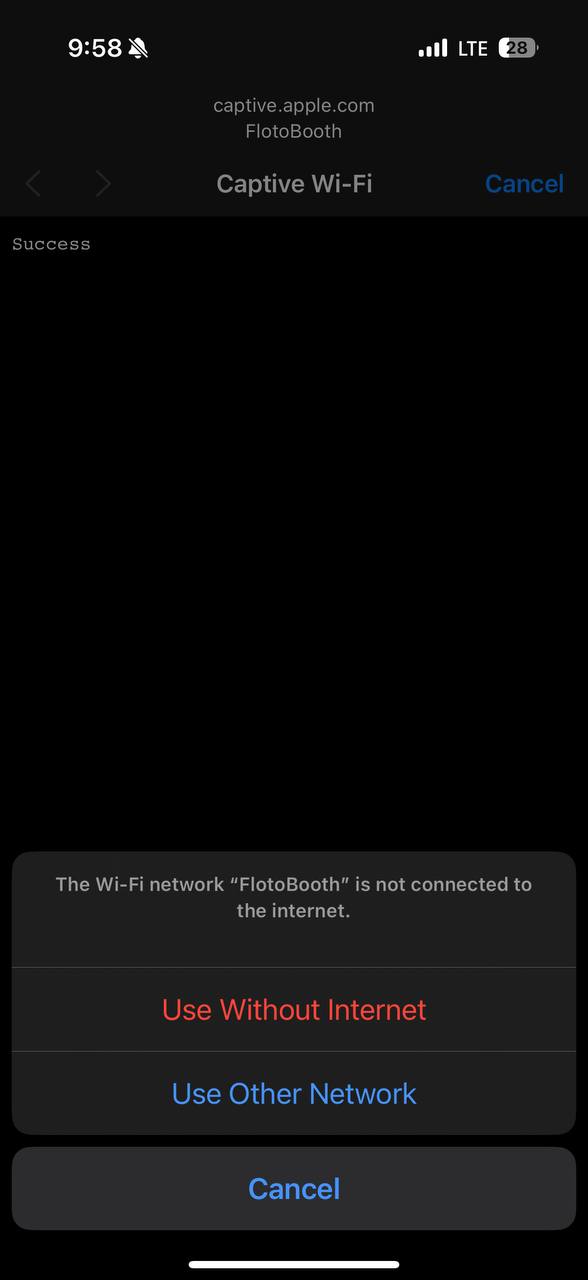 9:58
LTE
28
captive.apple.com
FlotoBooth
Captive Wi-Fi
Cancel
Success
The Wi-Fi network “FlotoBooth” is not connected to
the internet.
Use Without Internet
Use Other Network
Cancel